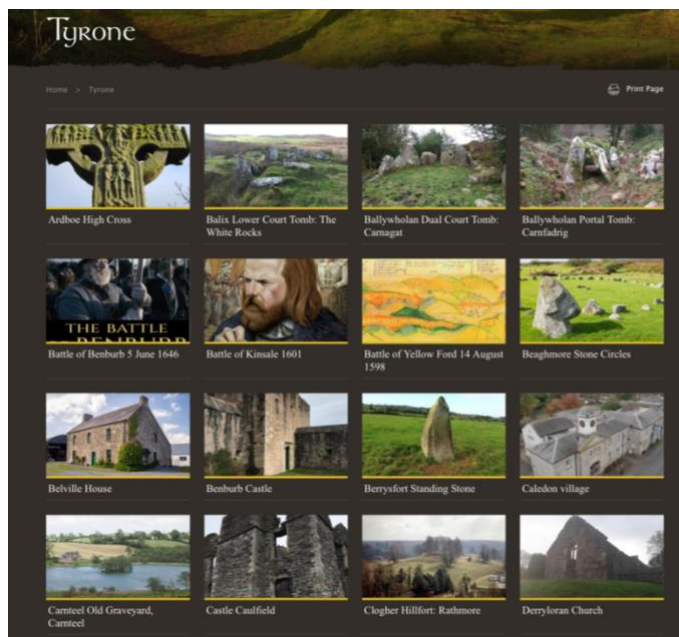 Tyrone
Home > Tyrone
Print Page
Ardboe High Cross
Balix Lower Court Tomb: The
White Rocks
Ballywholan Dual Court Tomb:
Carnagat
Ballywholan Portal Tomb:
Carnfadrig
THE BATTLE
BENBURB
Battle of Benburb 5 June 1646
Battle of Kinsale 1601
Battle of Yellow Ford 14 August
1598
Beaghmore Stone Circles
Belville House
Benburb Castle
Berrysfort Standing Stone
Caledon village
Carnteel Old Graveyard,
Carnteel
Castle Caulfield
Clogher Hillfort: Rathmore
Derryloran Church